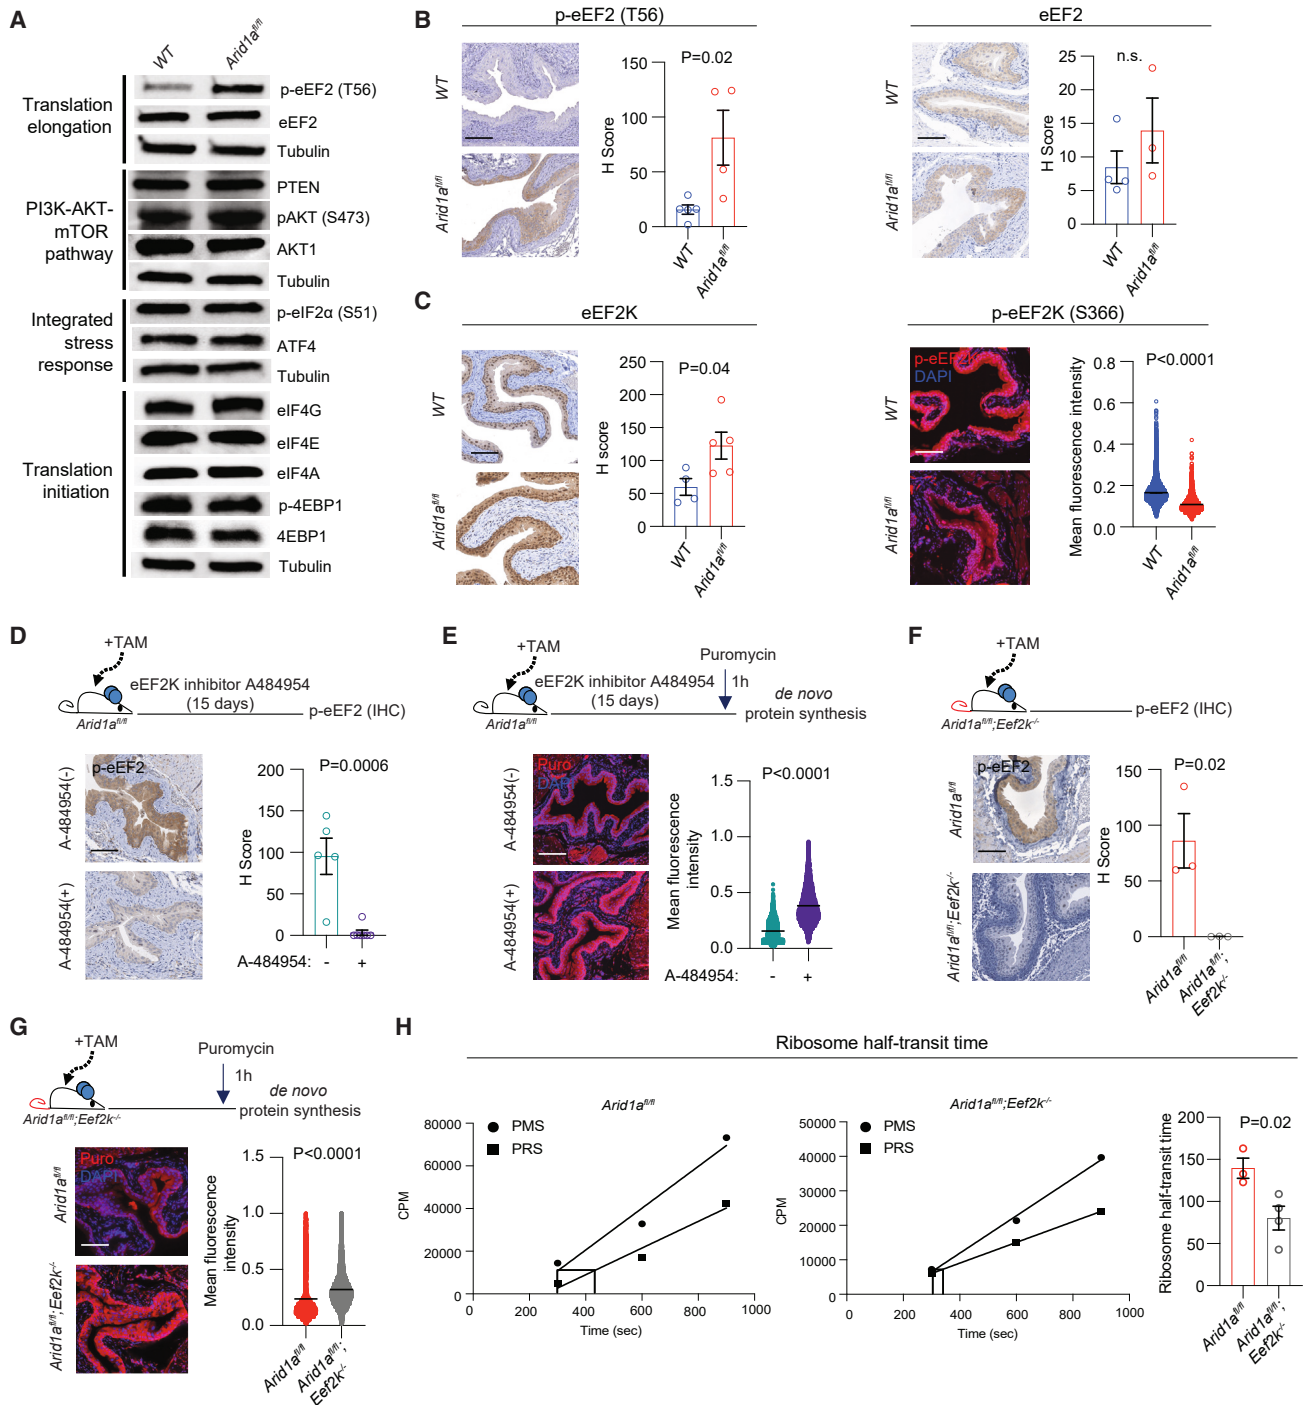 A
WT
Arid1a^fl/fl
Translation
elongation
p-eEF2 (T56)
eEF2
Tubulin
PI3K-AKT-
mTOR
pathway
PTEN
pAKT (S473)
AKT1
Tubulin
Integrated
stress
response
p-eIF2α (S51)
ATF4
Tubulin
Translation
initiation
eIF4G
eIF4E
eIF4A
p-4EBP1
4EBP1
Tubulin
B
p-eEF2 (T56)
WT
Arid1a^fl/fl
H Score
150
100
50
0
P=0.02
WT
Arid1a^fl/fl
eEF2
WT
Arid1a^fl/fl
H Score
25
20
15
10
5
0
n.s.
WT
Arid1a^fl/fl
C
eEF2K
WT
Arid1a^fl/fl
H score
250
200
150
100
50
0
P=0.04
WT
Arid1a^fl/fl
p-eEF2K (S366)
p-eEF2K
DAPI
WT
Arid1a^fl/fl
Mean fluorescence intensity
0.8
0.6
0.4
0.2
0.0
P<0.0001
WT
Arid1a^fl/fl
D
+TAM
eEF2K inhibitor A484954
(15 days)
p-eEF2 (IHC)
Arid1a^fl/fl
A-484954(-)
A-484954(+)
p-eEF2
H Score
200
150
100
50
0
P=0.0006
A-484954:
-
+
E
+TAM
Puromycin
eEF2K inhibitor A484954
1h
(15 days)
de novo
protein synthesis
Arid1a^fl/fl
A-484954(-)
A-484954(+)
Puro
DAPI
Mean fluorescence
intensity
1.5
1.0
0.5
0.0
P<0.0001
A-484954:
-
+
F
+TAM
p-eEF2 (IHC)
Arid1a^fl/fl;Eef2k^-/-
Arid1a^fl/fl
Arid1a^fl/fl;Eef2k^-/-
p-eEF2
H Score
150
100
50
0
P=0.02
Arid1a^fl/fl
Arid1a^fl/fl;
Eef2k^-/-
G
+TAM
Puromycin
1h
de novo
protein synthesis
Arid1a^fl/fl;Eef2k^-/-
Arid1a^fl/fl
Arid1a^fl/fl;Eef2k^-/-
Puro
DAPI
Mean fluorescence
intensity
1.5
1.0
0.5
0.0
P<0.0001
Arid1a^fl/fl
Arid1a^fl/fl;
Eef2k^-/-
H
Ribosome half-transit time
Arid1a^fl/fl
PMS
PRS
CPM
80000
60000
40000
20000
0
0
200
400
600
800
1000
Time (sec)
Arid1a^fl/fl;Eef2k^-/-
PMS
PRS
CPM
50000
40000
30000
20000
10000
0
0
200
400
600
800
1000
Time (sec)
Ribosome half-transit time
200
150
100
50
0
P=0.02
Arid1a^fl/fl
Arid1a^fl/fl;
Eef2k^-/-